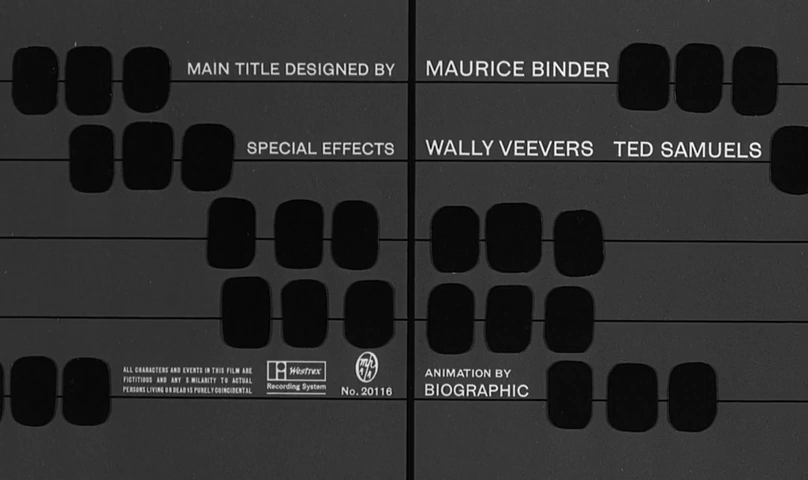 MAIN TITLE DESIGNED BY MAURICE BINDER
SPECIAL EFFECTS WALLY VEEVERS TED SAMUELS
ALL CHARACTERS AND EVENTS IN THIS FILM ARE
FICTITIOUS AND ANY S MILARITY TO ACTUAL
PERSONS LIVING OR DEAD IS PURELY COINCIDENTAL
Westrex
Recording System
No. 20116
ANIMATION BY
BIOGRAPHIC